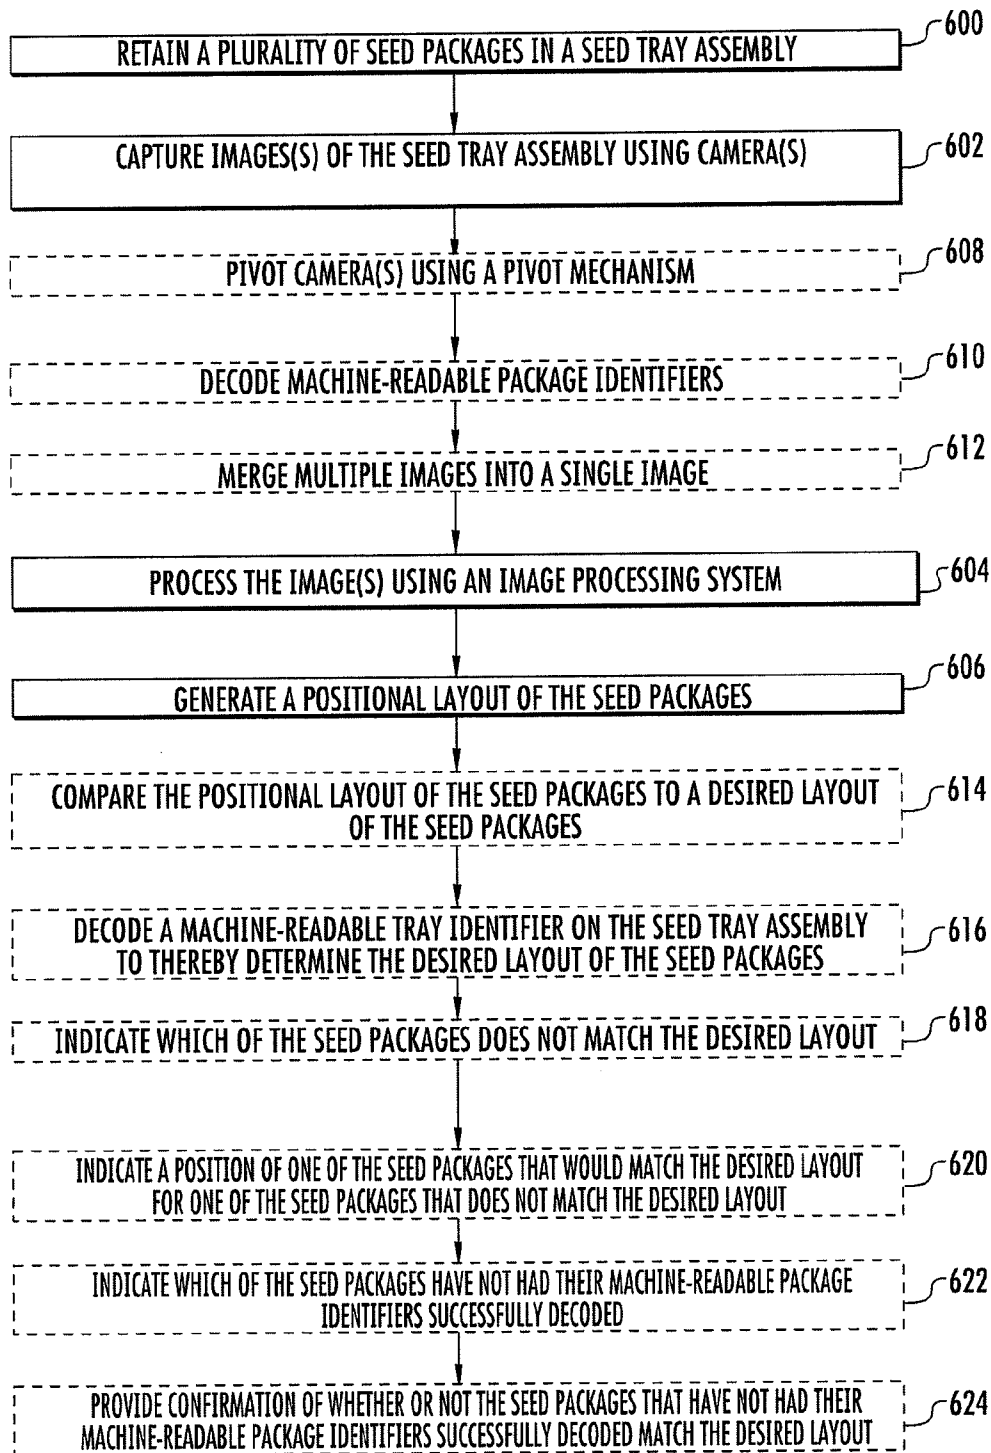 600
RETAIN A PLURALITY OF SEED PACKAGES IN A SEED TRAY ASSEMBLY
602
CAPTURE IMAGES(S) OF THE SEED TRAY ASSEMBLY USING CAMERA(S)
608
PIVOT CAMERA(S) USING A PIVOT MECHANISM
610
DECODE MACHINE-READABLE PACKAGE IDENTIFIERS
612
MERGE MULTIPLE IMAGES INTO A SINGLE IMAGE
604
PROCESS THE IMAGE(S) USING AN IMAGE PROCESSING SYSTEM
606
GENERATE A POSITIONAL LAYOUT OF THE SEED PACKAGES
614
COMPARE THE POSITIONAL LAYOUT OF THE SEED PACKAGES TO A DESIRED LAYOUT
OF THE SEED PACKAGES
616
DECODE A MACHINE-READABLE TRAY IDENTIFIER ON THE SEED TRAY ASSEMBLY
TO THEREBY DETERMINE THE DESIRED LAYOUT OF THE SEED PACKAGES
618
INDICATE WHICH OF THE SEED PACKAGES DOES NOT MATCH THE DESIRED LAYOUT
620
INDICATE A POSITION OF ONE OF THE SEED PACKAGES THAT WOULD MATCH THE DESIRED LAYOUT
FOR ONE OF THE SEED PACKAGES THAT DOES NOT MATCH THE DESIRED LAYOUT
622
INDICATE WHICH OF THE SEED PACKAGES HAVE NOT HAD THEIR MACHINE-READABLE PACKAGE
IDENTIFIERS SUCCESSFULLY DECODED
624
PROVIDE CONFIRMATION OF WHETHER OR NOT THE SEED PACKAGES THAT HAVE NOT HAD THEIR
MACHINE-READABLE PACKAGE IDENTIFIERS SUCCESSFULLY DECODED MATCH THE DESIRED LAYOUT